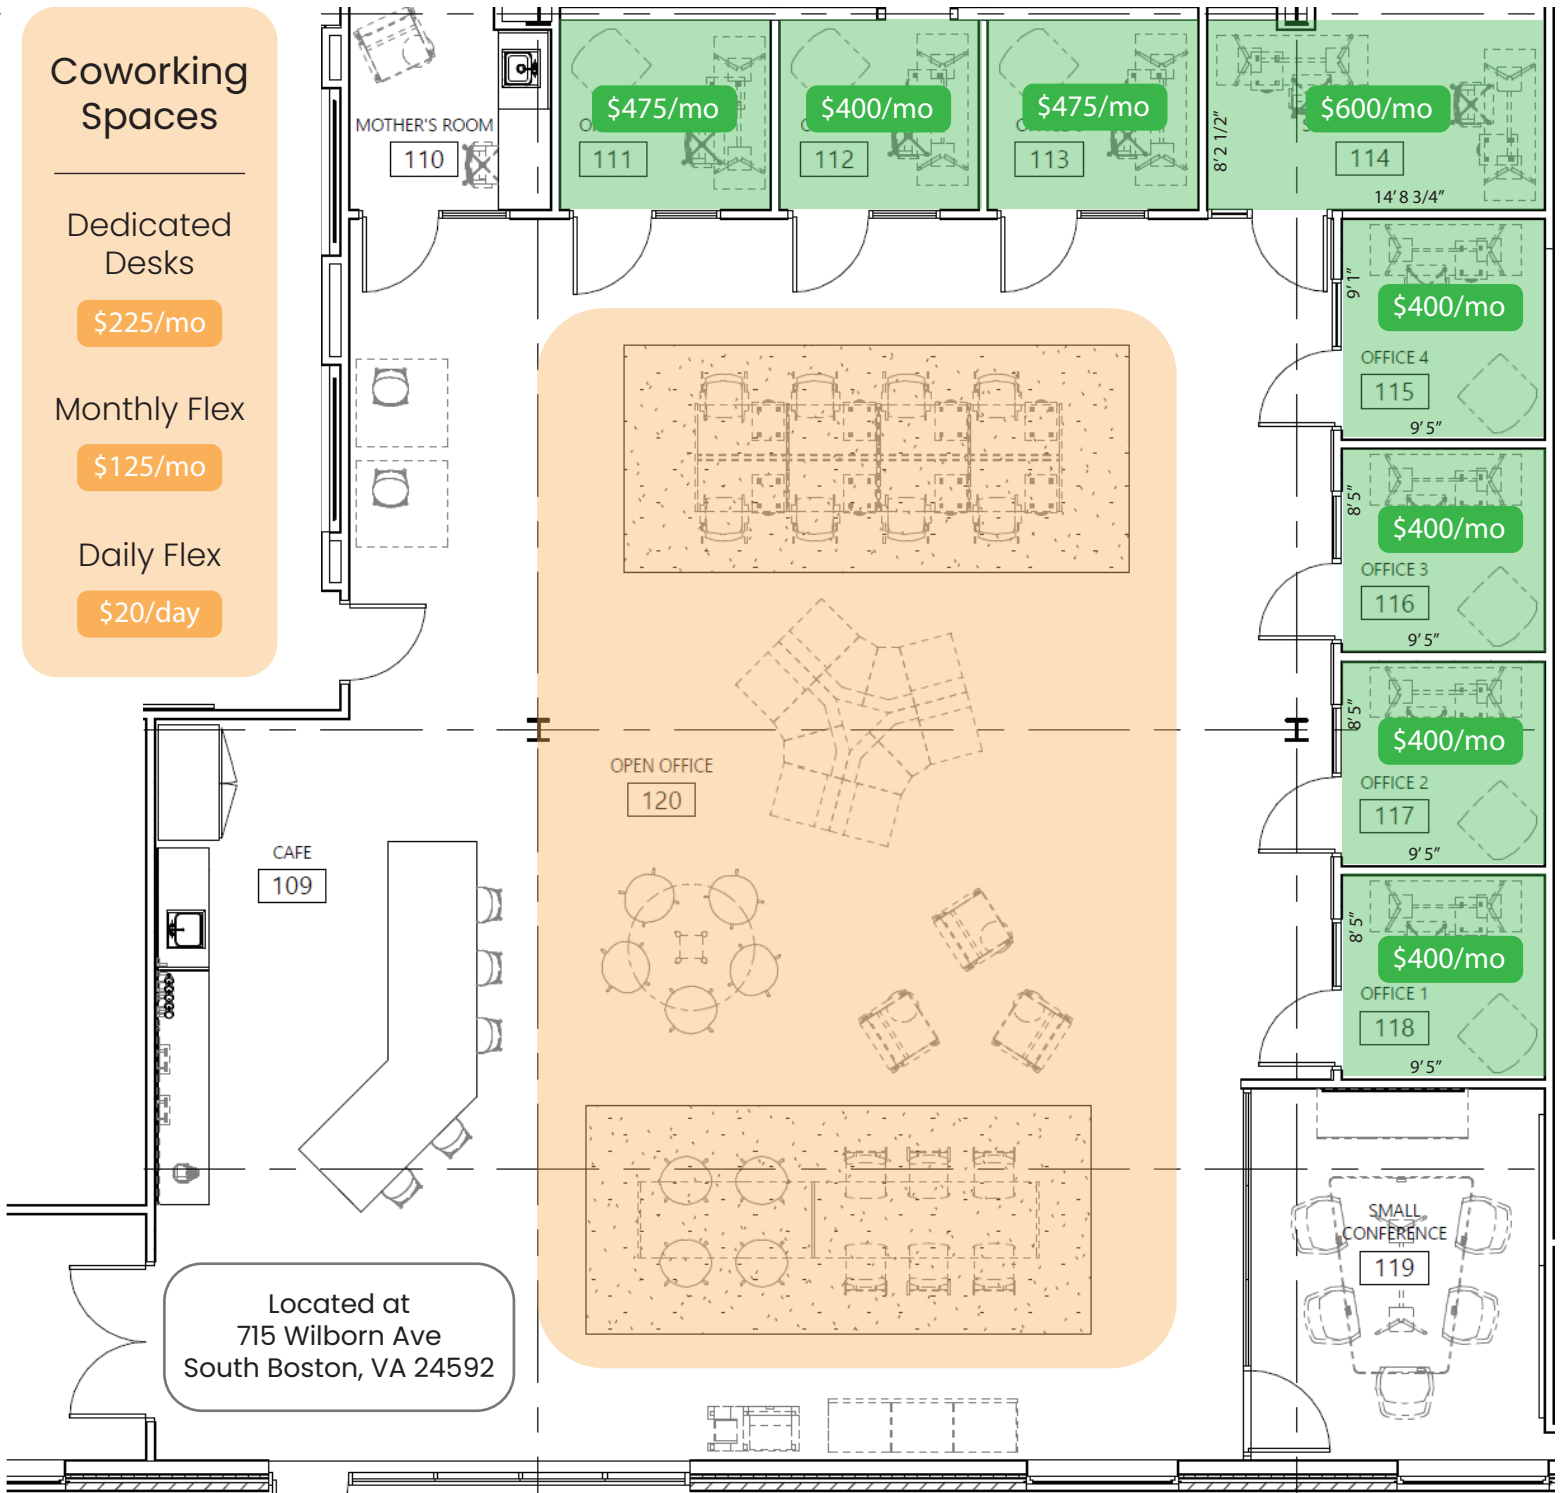 Coworking
Spaces
Dedicated
Desks
$225/mo
Monthly Flex
$125/mo
Daily Flex
$20/day
MOTHER'S ROOM
110
$475/mo
111
$400/mo
112
$475/mo
113
$600/mo
8' 2 1/2"
114
14' 8 3/4"
9' 1"
$400/mo
OFFICE 4
115
9' 5"
8' 5"
$400/mo
OFFICE 3
116
9' 5"
8' 5"
$400/mo
OFFICE 2
117
9' 5"
8' 5"
$400/mo
OFFICE 1
118
9' 5"
OPEN OFFICE
120
CAFE
109
SMALL
CONFERENCE
119
Located at
715 Wilborn Ave
South Boston, VA 24592